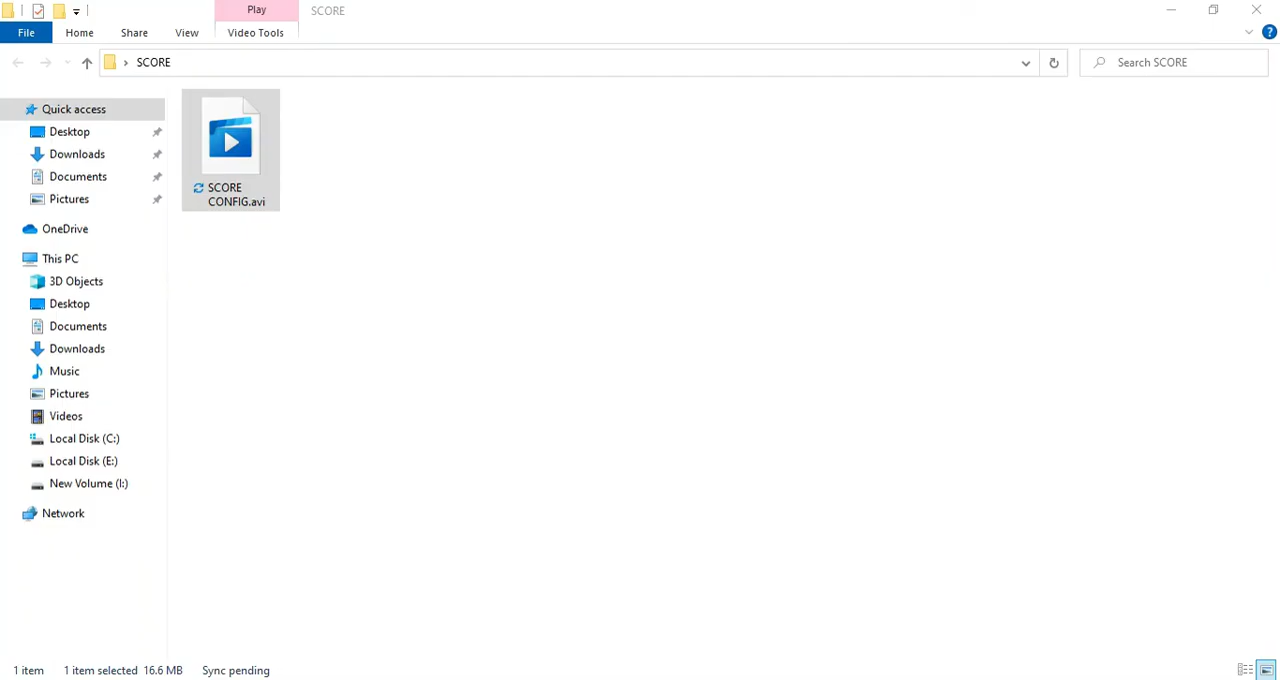 Play
SCORE
File
Home
Share
View
Video Tools
SCORE
Search SCORE
Quick access
Desktop
Downloads
Documents
Pictures
OneDrive
This PC
3D Objects
Desktop
Documents
Downloads
Music
Pictures
Videos
Local Disk (C:)
Local Disk (E:)
New Volume (I:)
Network
SCORE
CONFIG.avi
1 item
1 item selected 16.6 MB
Sync pending